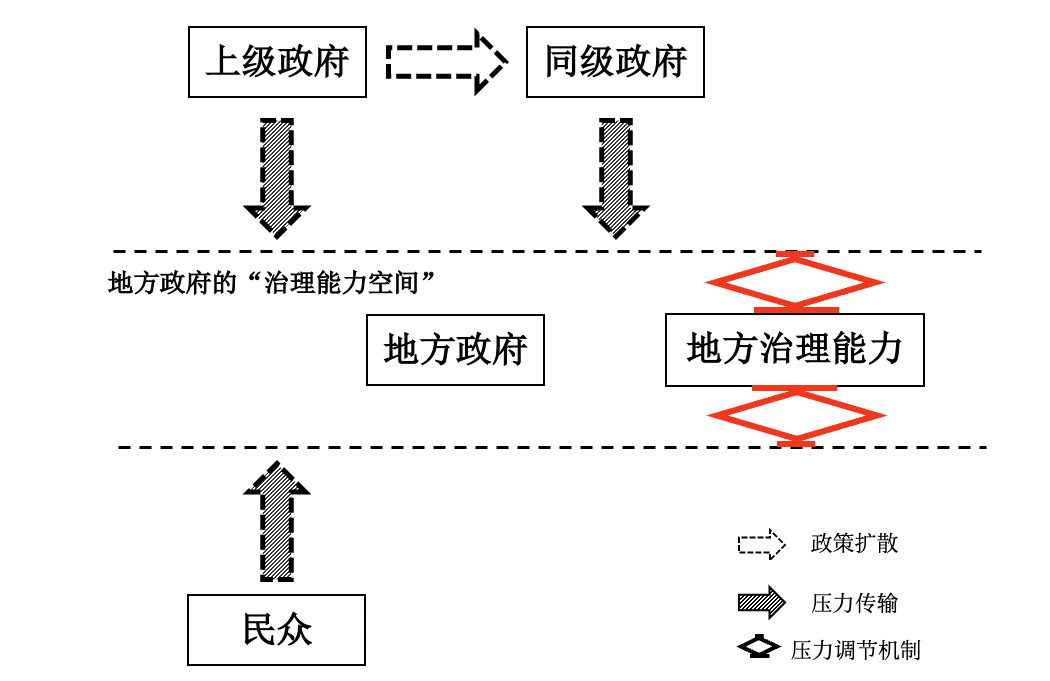 上级政府
同级政府
地方政府的“治理能力空间”
地方政府
地方治理能力
民众
政策扩散
压力传输
压力调节机制